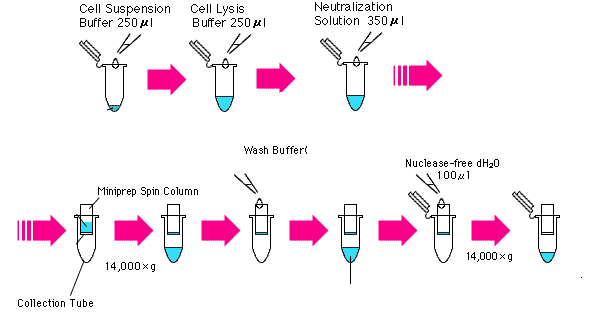 Cell Suspension
Buffer 250μl
Cell Lysis
Buffer 250μl
Neutralization
Solution 350μl
Wash Buffer(
Nuclease-free dH2O
100μl
Miniprep Spin Column
14,000×g
14,000×g
Collection Tube